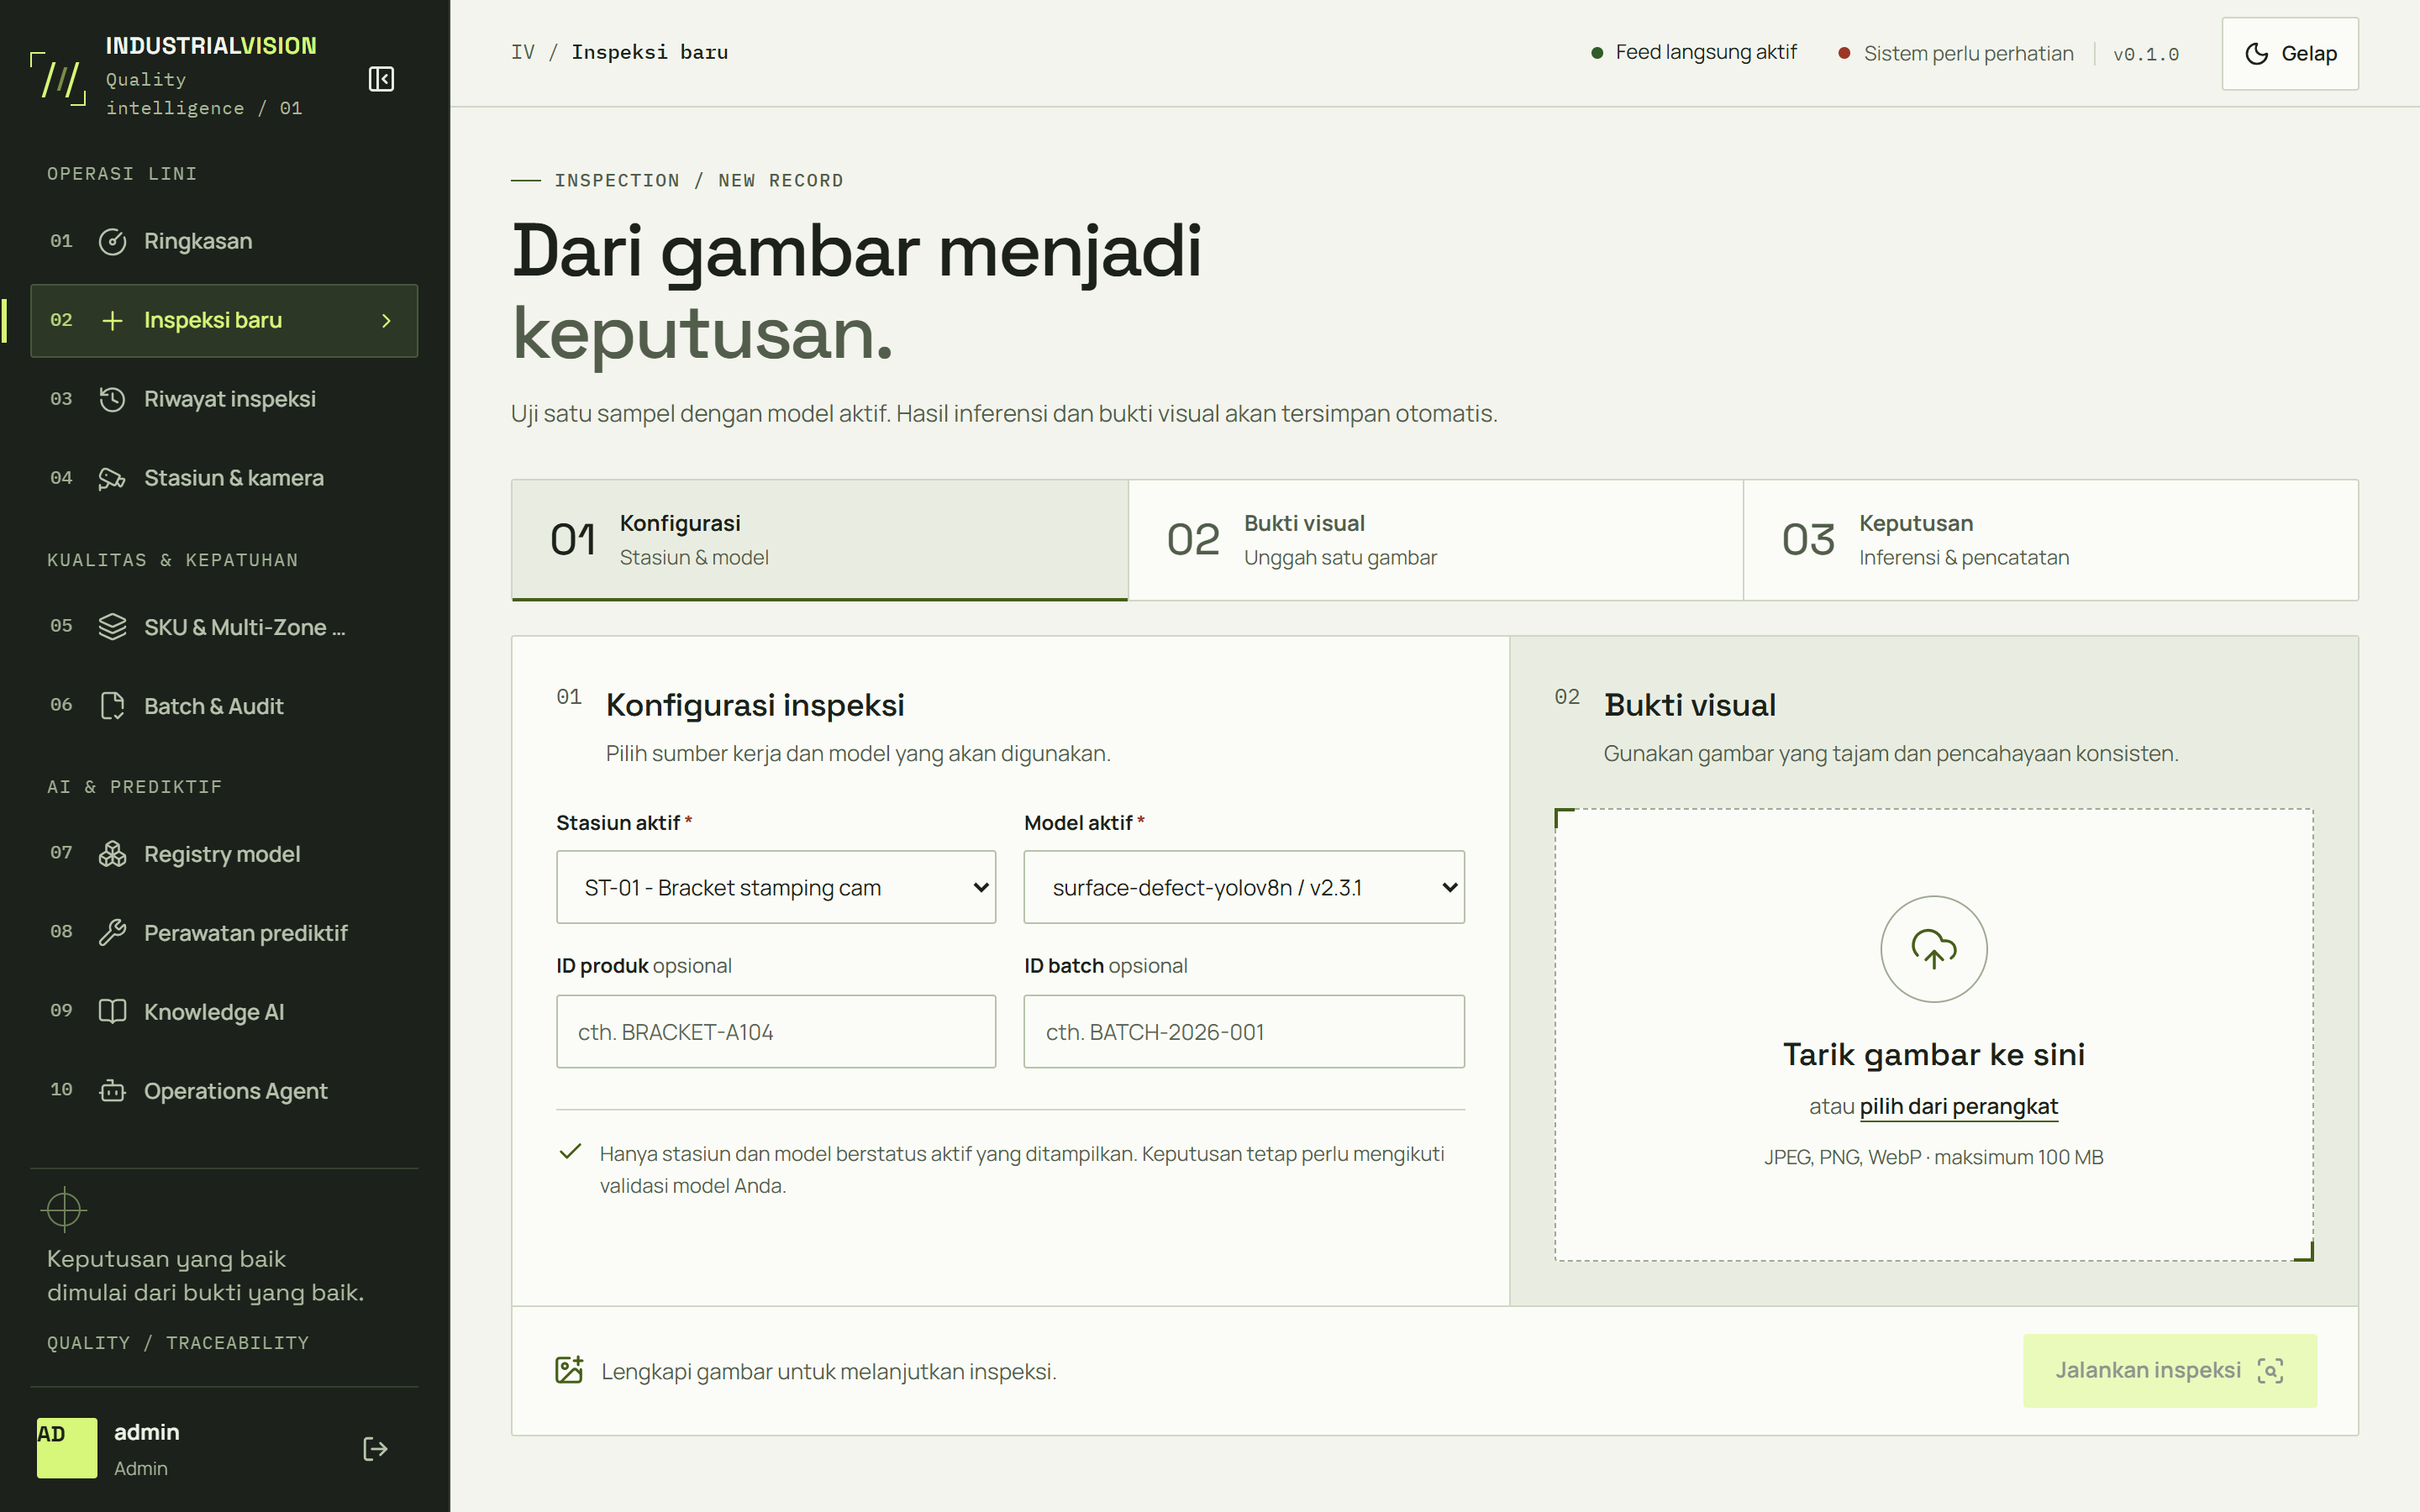 INDUSTRIALVISION
Quality
intelligence / 01
OPERASI LINI
01 Ringkasan
02 Inspeksi baru
03 Riwayat inspeksi
04 Stasiun & kamera
KUALITAS & KEPATUHAN
05 SKU & Multi-Zone ...
06 Batch & Audit
AI & PREDIKTIF
07 Registry model
08 Perawatan prediktif
09 Knowledge AI
10 Operations Agent
Keputusan yang baik
dimulai dari bukti yang baik.
QUALITY / TRACEABILITY
AD
admin
Admin
IV / Inspeksi baru
Feed langsung aktif
Sistem perlu perhatian
v0.1.0
Gelap
INSPECTION / NEW RECORD
Dari gambar menjadi
keputusan.
Uji satu sampel dengan model aktif. Hasil inferensi dan bukti visual akan tersimpan otomatis.
01 Konfigurasi
Stasiun & model
02 Bukti visual
Unggah satu gambar
03 Keputusan
Inferensi & pencatatan
01 Konfigurasi inspeksi
Pilih sumber kerja dan model yang akan digunakan.
Stasiun aktif *
ST-01 - Bracket stamping cam
Model aktif *
surface-defect-yolov8n / v2.3.1
ID produk opsional
cth. BRACKET-A104
ID batch opsional
cth. BATCH-2026-001
Hanya stasiun dan model berstatus aktif yang ditampilkan. Keputusan tetap perlu mengikuti
validasi model Anda.
02 Bukti visual
Gunakan gambar yang tajam dan pencahayaan konsisten.
Tarik gambar ke sini
atau pilih dari perangkat
JPEG, PNG, WebP · maksimum 100 MB
Lengkapi gambar untuk melanjutkan inspeksi.
Jalankan inspeksi